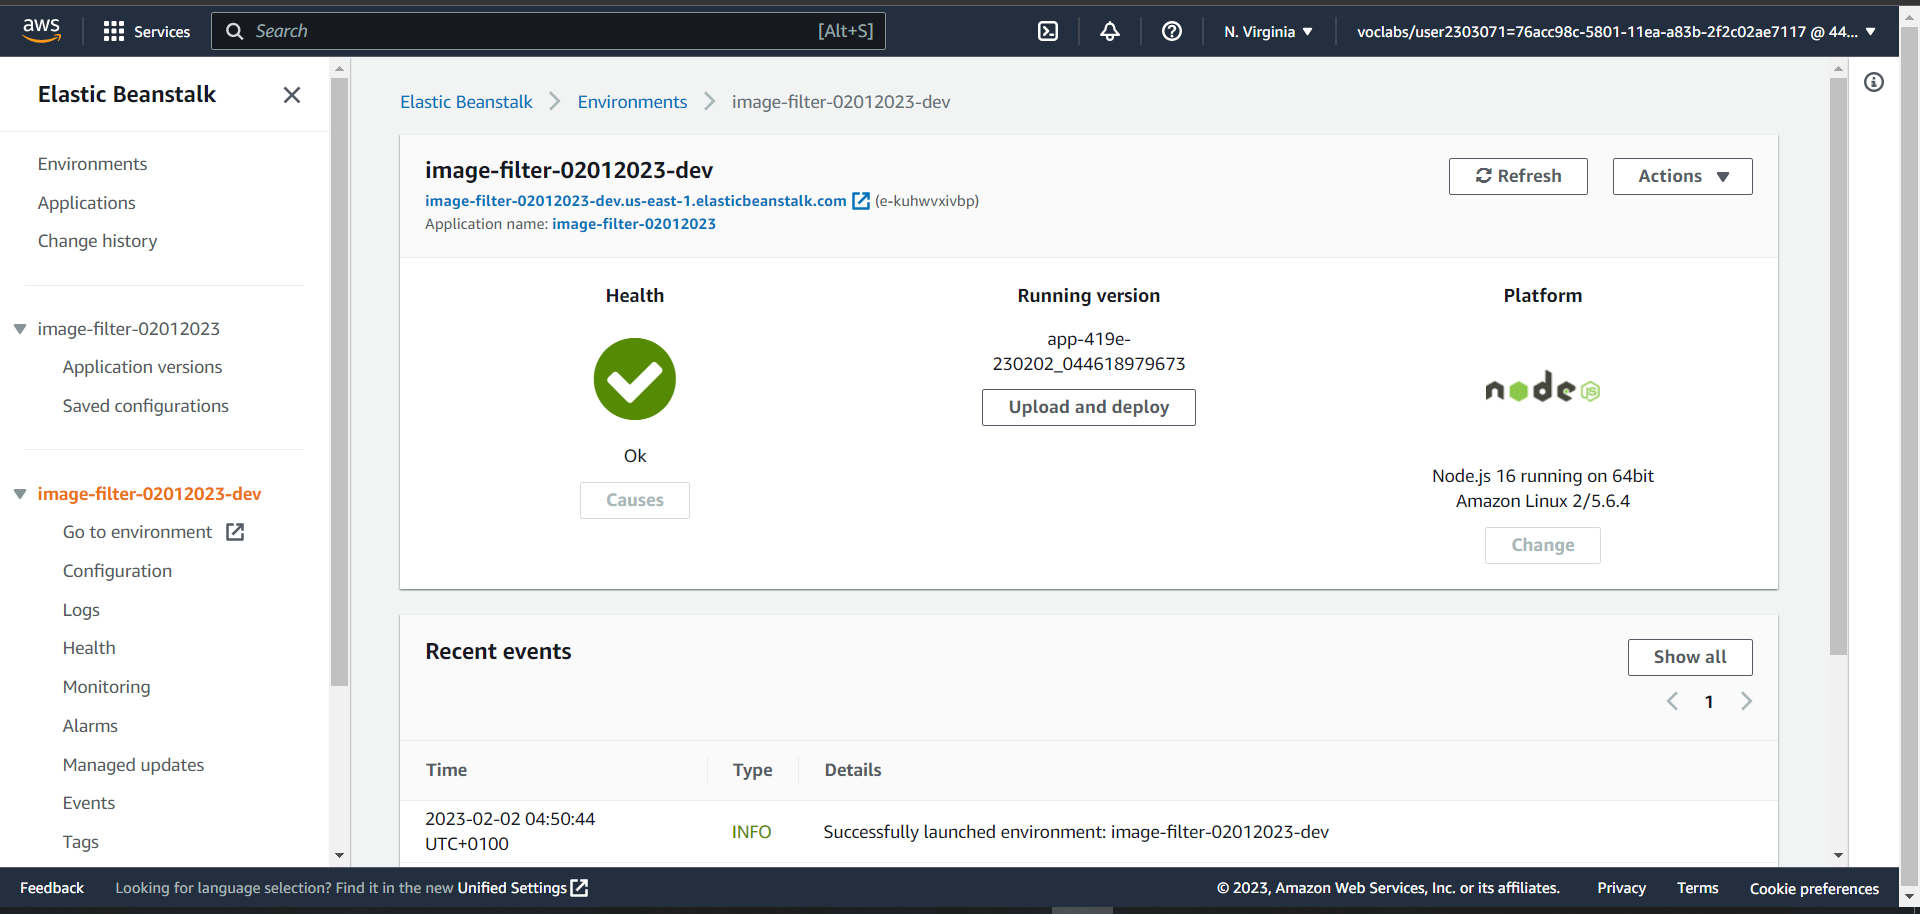 aws
Services
Search
[Alt+S]
N. Virginia
voclabs/user2303071=76acc98c-5801-11ea-a83b-2f2c02ae7117 @ 44...
Elastic Beanstalk
Environments
Applications
Change history
image-filter-02012023
Application versions
Saved configurations
image-filter-02012023-dev
Go to environment
Configuration
Logs
Health
Monitoring
Alarms
Managed updates
Events
Tags
Elastic Beanstalk
Environments
image-filter-02012023-dev
image-filter-02012023-dev
image-filter-02012023-dev.us-east-1.elasticbeanstalk.com (e-kuhwvxivbp)
Application name: image-filter-02012023
Refresh
Actions
Health
Ok
Causes
Running version
app-419e-
230202_044618979673
Upload and deploy
Platform
node JS
Node.js 16 running on 64bit
Amazon Linux 2/5.6.4
Change
Recent events
Show all
1
Time
Type
Details
2023-02-02 04:50:44
UTC+0100
INFO
Successfully launched environment: image-filter-02012023-dev
Feedback
Looking for language selection? Find it in the new Unified Settings
© 2023, Amazon Web Services, Inc. or its affiliates.
Privacy
Terms
Cookie preferences